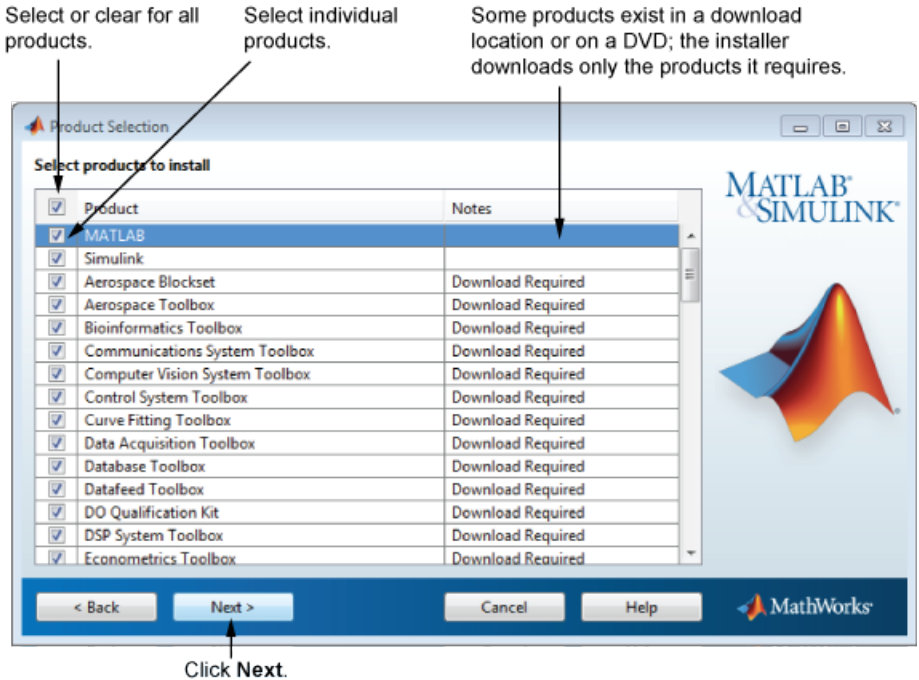 Select or clear for all
products.
Select individual
products.
Some products exist in a download
location or on a DVD; the installer
downloads only the products it requires.
Product Selection
Select products to install
Product Notes
MATLAB
Simulink
Aerospace Blockset Download Required
Aerospace Toolbox Download Required
Bioinformatics Toolbox Download Required
Communications System Toolbox Download Required
Computer Vision System Toolbox Download Required
Control System Toolbox Download Required
Curve Fitting Toolbox Download Required
Data Acquisition Toolbox Download Required
Database Toolbox Download Required
Datafeed Toolbox Download Required
DO Qualification Kit Download Required
DSP System Toolbox Download Required
Econometrics Toolbox Download Required
MATLAB®
&SIMULINK®
®
< Back Next > Cancel Help MathWorks®
Click Next.